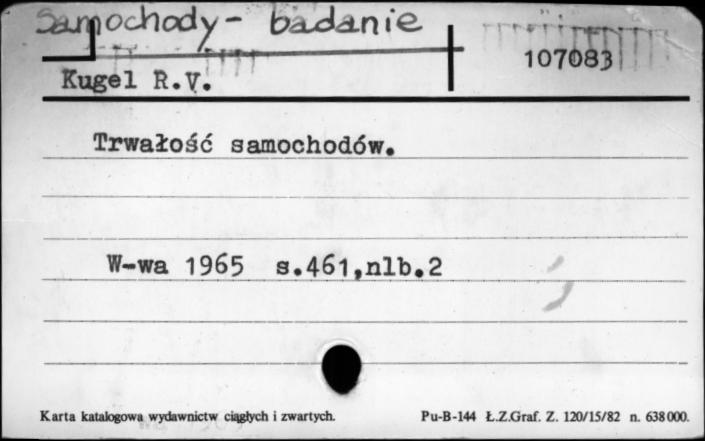 Samochody - badanie
107083
Kugel R.V.
Trwałość samochodów.
W-wa 1965 s.461,nlb.2
Karta katalogowa wydawnictw ciągłych i zwartych. Pu-B-144 Ł.Z.Graf. Z. 120/15/82 n. 638000.